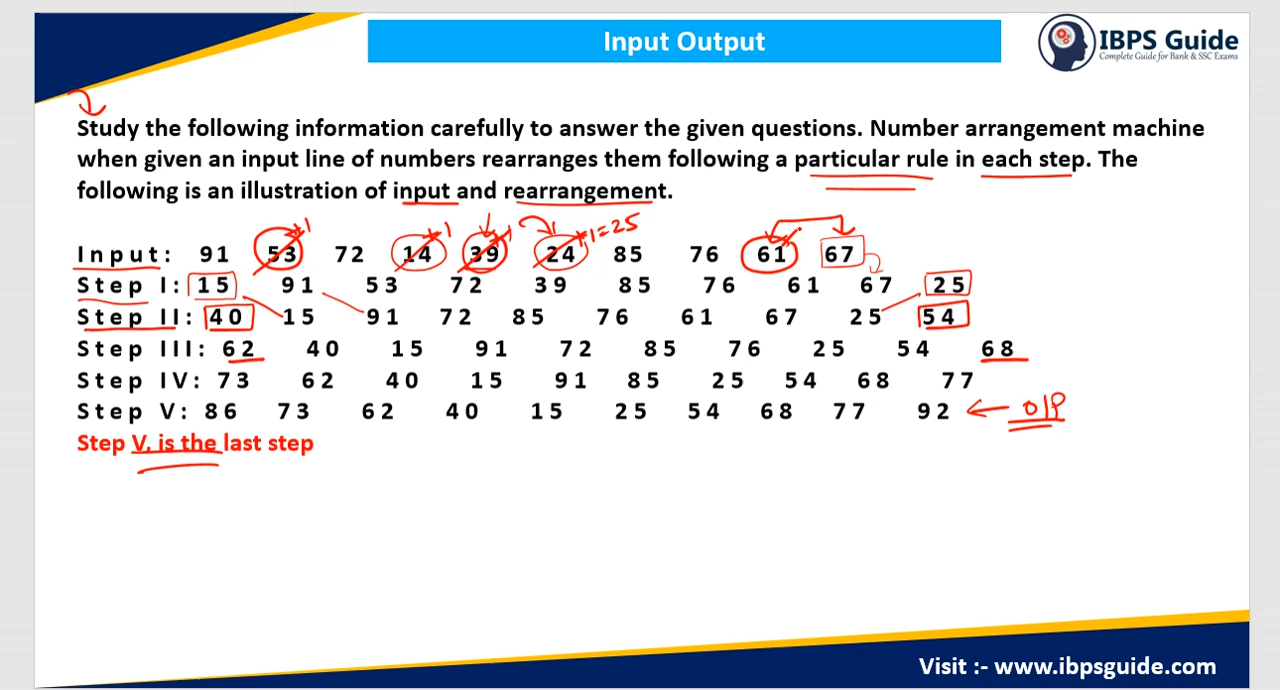 Input Output
IBPS Guide
Complete Guide for Bank & SSC Exams
Study the following information carefully to answer the given questions. Number arrangement machine
when given an input line of numbers rearranges them following a particular rule in each step. The
following is an illustration of input and rearrangement.
+1 +1 +1 +1=25
Input: 91 53 72 14 39 24 85 76 61 67
Step I: 15 91 53 72 39 85 76 61 67 25
Step II: 40 15 91 72 85 76 61 67 25 54
Step III: 62 40 15 91 72 85 76 25 54 68
Step IV: 73 62 40 15 91 85 25 54 68 77
Step V: 86 73 62 40 15 25 54 68 77 92 O/P
Step V, is the last step
Visit :- www.ibpsguide.com